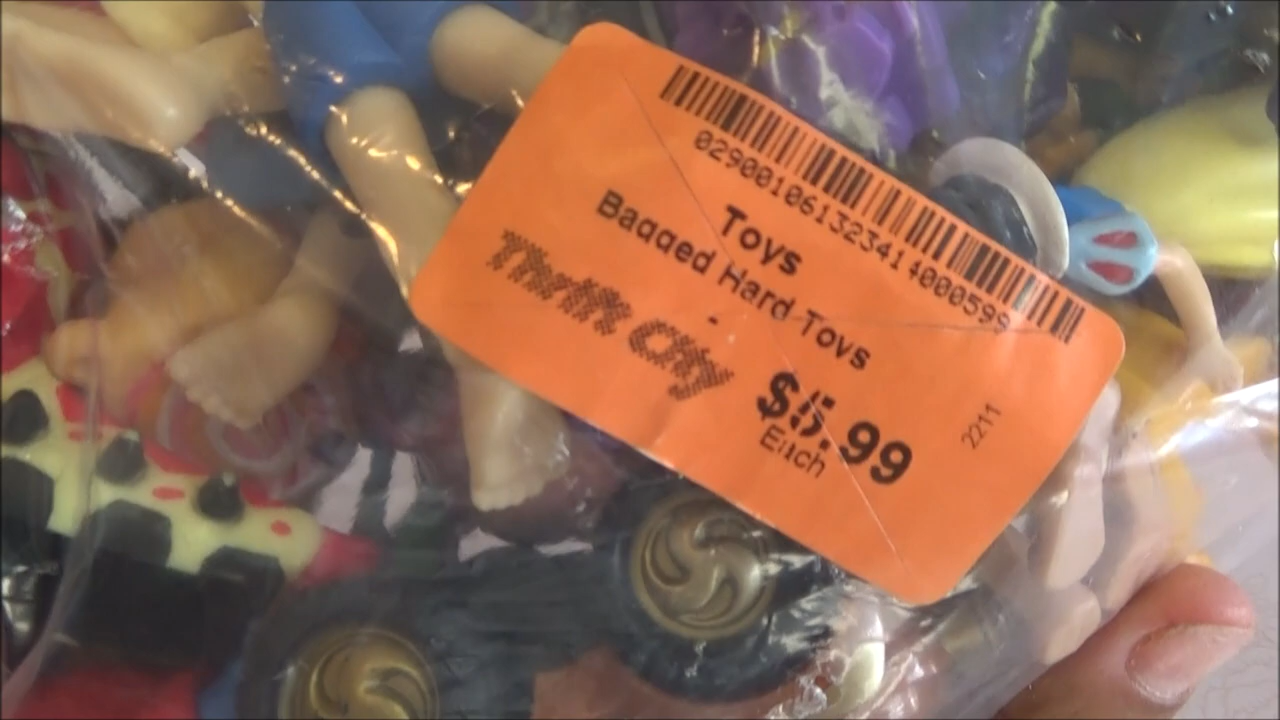 029001061323414000599
Toys
Bagged Hard Toys
Thrift City
$5.99
Each
2211